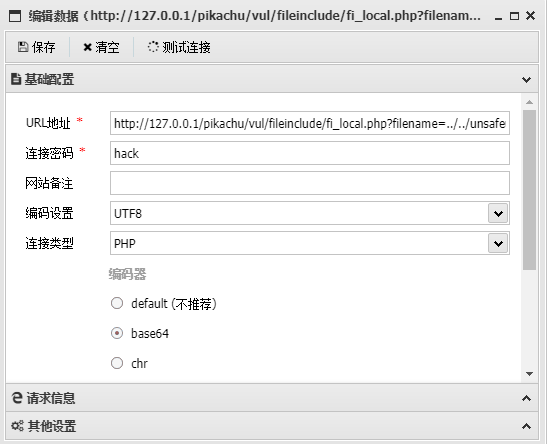 编辑数据 (http://127.0.0.1/pikachu/vul/fileinclude/fi_local.php?filenam...
保存 清空 测试连接
基础配置
URL地址 * http://127.0.0.1/pikachu/vul/fileinclude/fi_local.php?filename=../../unsafe
连接密码 * hack
网站备注
编码设置 UTF8
连接类型 PHP
编码器
default (不推荐)
base64
chr
请求信息
其他设置